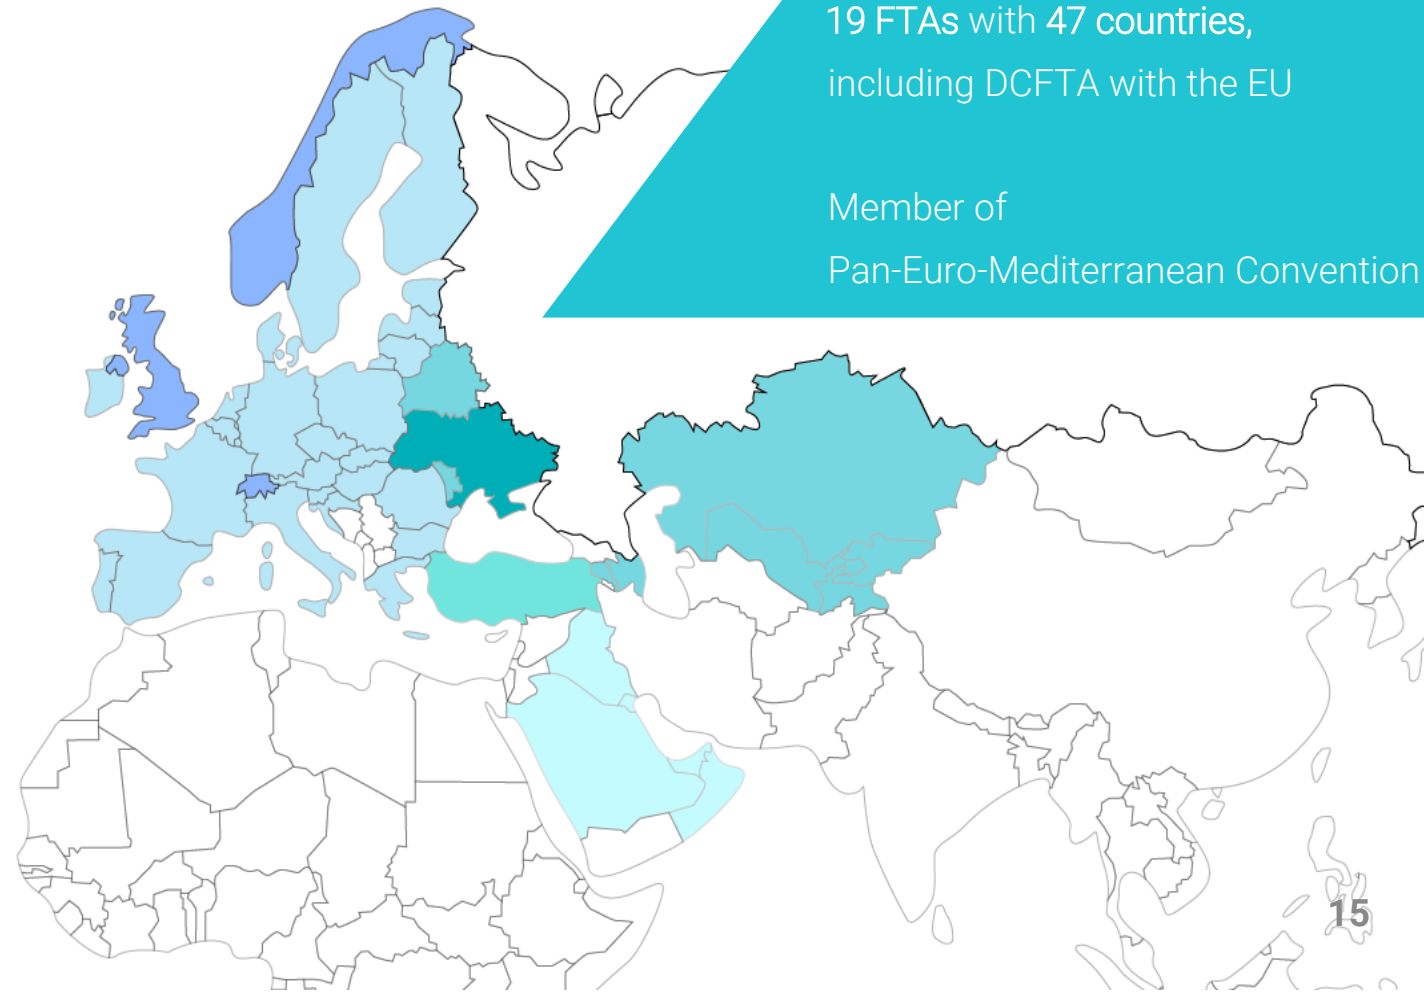 19 FTAs with 47 countries,
including DCFTA with the EU
Member of
Pan-Euro-Mediterranean Convention
15